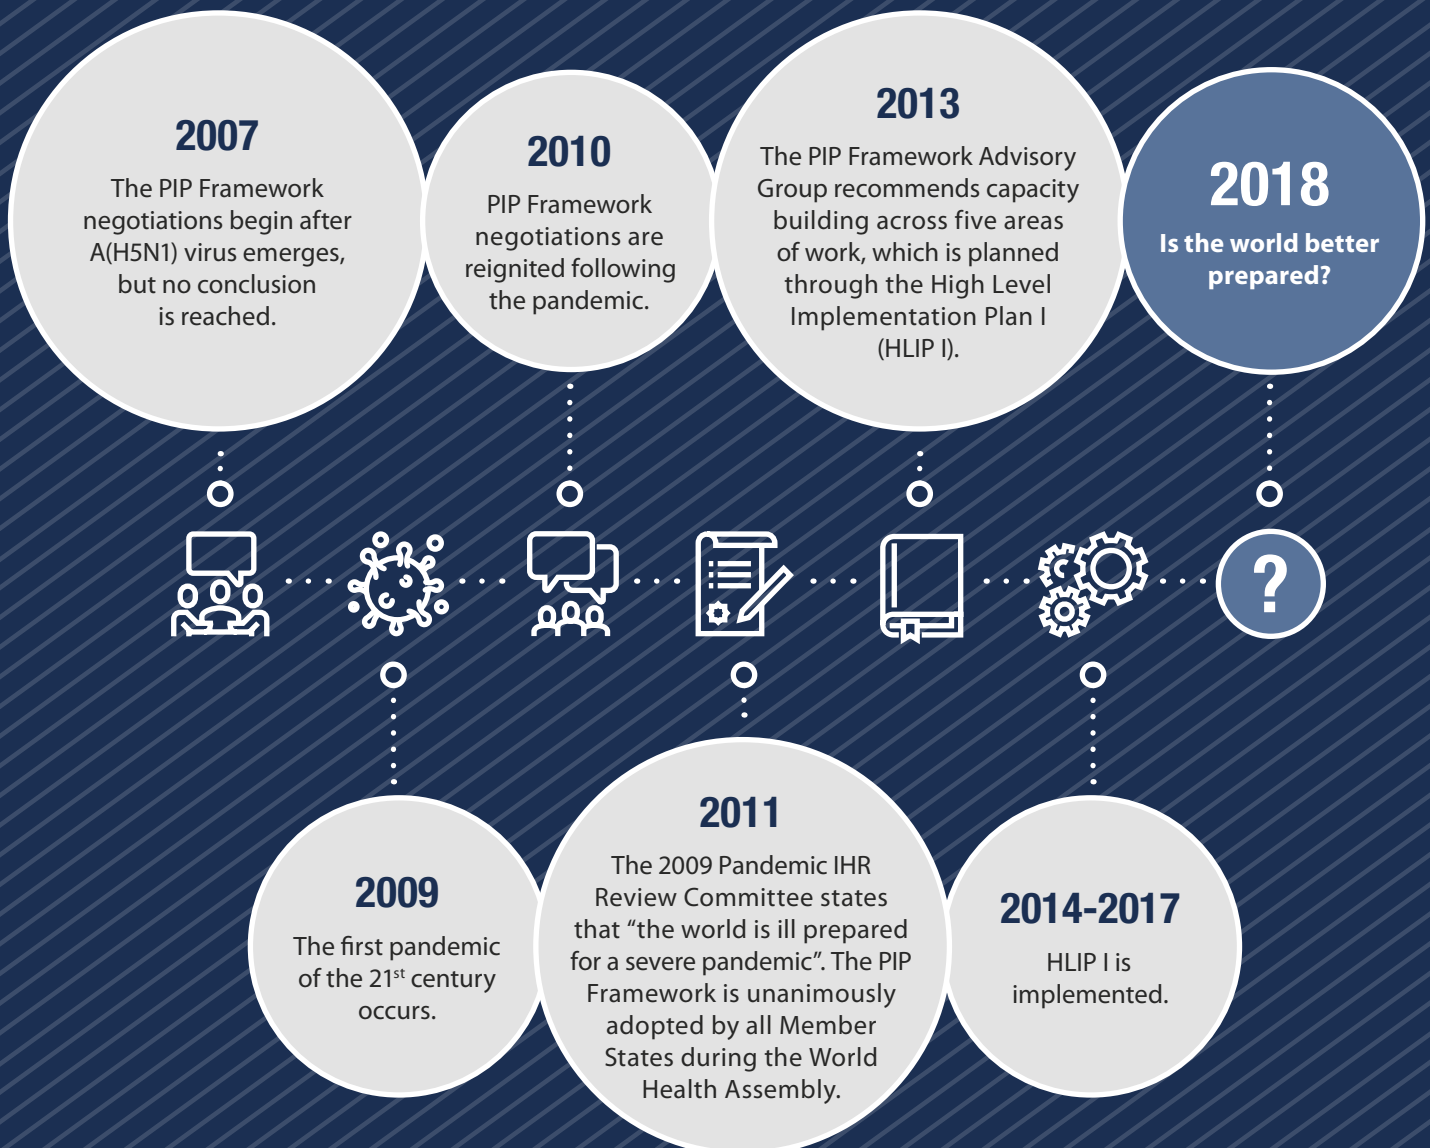 2007
The PIP Framework
negotiations begin after
A(H5N1) virus emerges,
but no conclusion
is reached.
2010
PIP Framework
negotiations are
reignited following
the pandemic.
2013
The PIP Framework Advisory
Group recommends capacity
building across five areas
of work, which is planned
through the High Level
Implementation Plan I
(HLIP I).
2018
Is the world better
prepared?
?
2009
The first pandemic
of the 21st century
occurs.
2011
The 2009 Pandemic IHR
Review Committee states
that “the world is ill prepared
for a severe pandemic”. The PIP
Framework is unanimously
adopted by all Member
States during the World
Health Assembly.
2014-2017
HLIP I is
implemented.